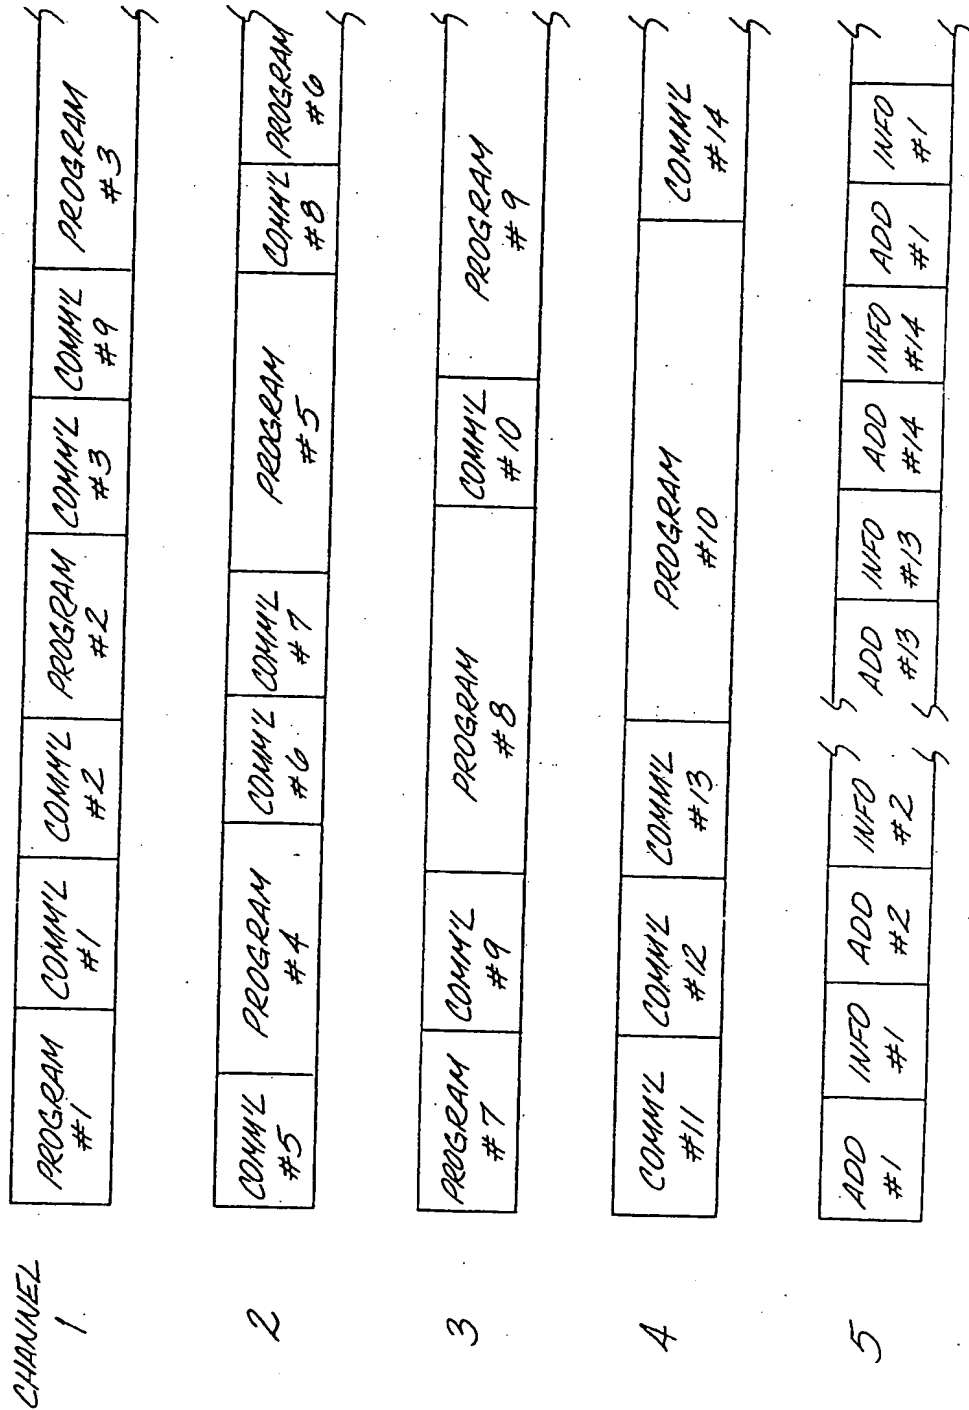 CHANNEL
1
PROGRAM
#1
COMM'L
#1
COMM'L
#2
PROGRAM
#2
COMM'L
#3
COMM'L
#9
PROGRAM
#3
2
COMM'L
#5
PROGRAM
#4
COMM'L
#6
COMM'L
#7
PROGRAM
#5
COMM'L
#8
PROGRAM
#6
3
PROGRAM
#7
COMM'L
#9
PROGRAM
#8
COMM'L
#10
PROGRAM
#9
4
COMM'L
#11
COMM'L
#12
COMM'L
#13
PROGRAM
#10
COMM'L
#14
5
ADD
#1
INFO
#1
ADD
#2
INFO
#2
ADD
#13
INFO
#13
ADD
#14
INFO
#14
ADD
#1
INFO
#1